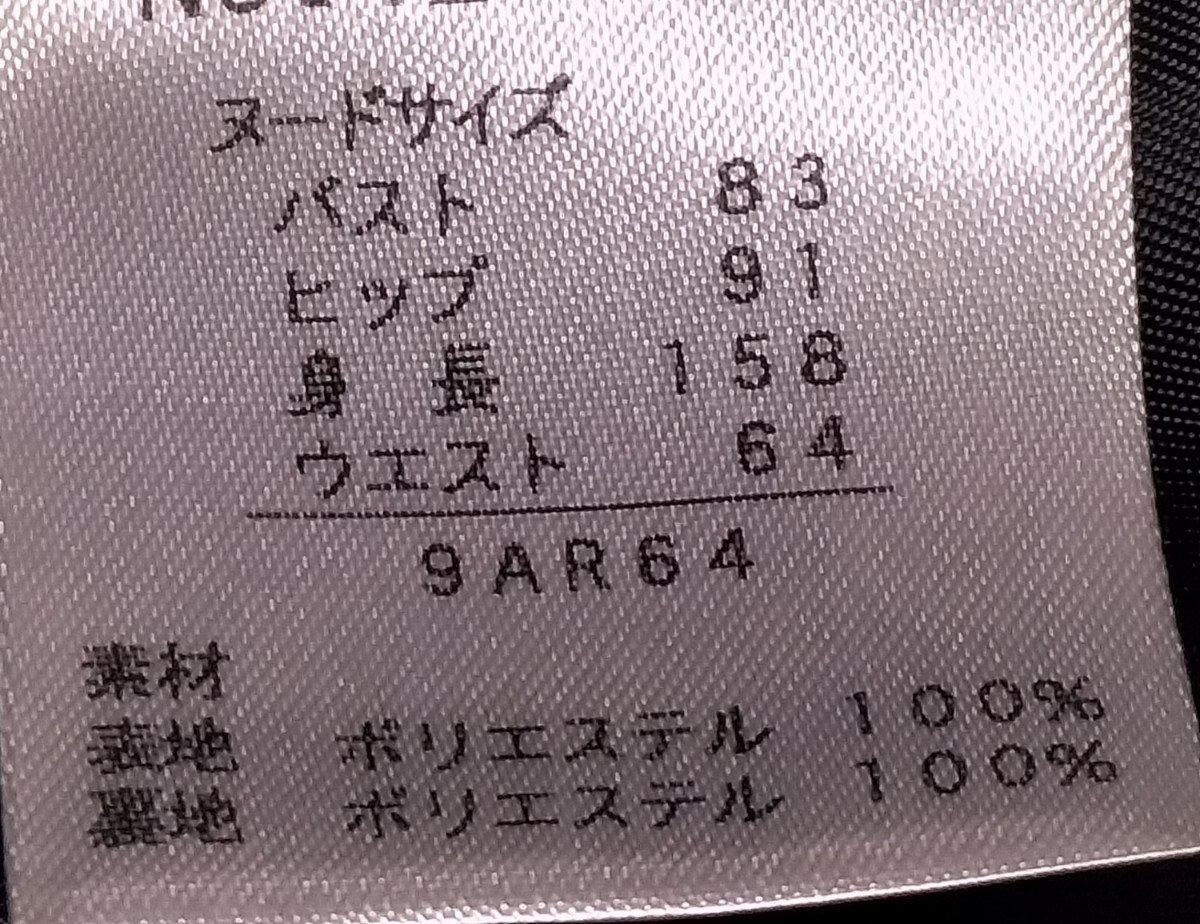 ヌードサイズ
バスト 83
ヒップ 91
身 長 158
ウエスト 64
9AR64
素材
表地 ポリエステル 100%
裏地 ポリエステル 100%